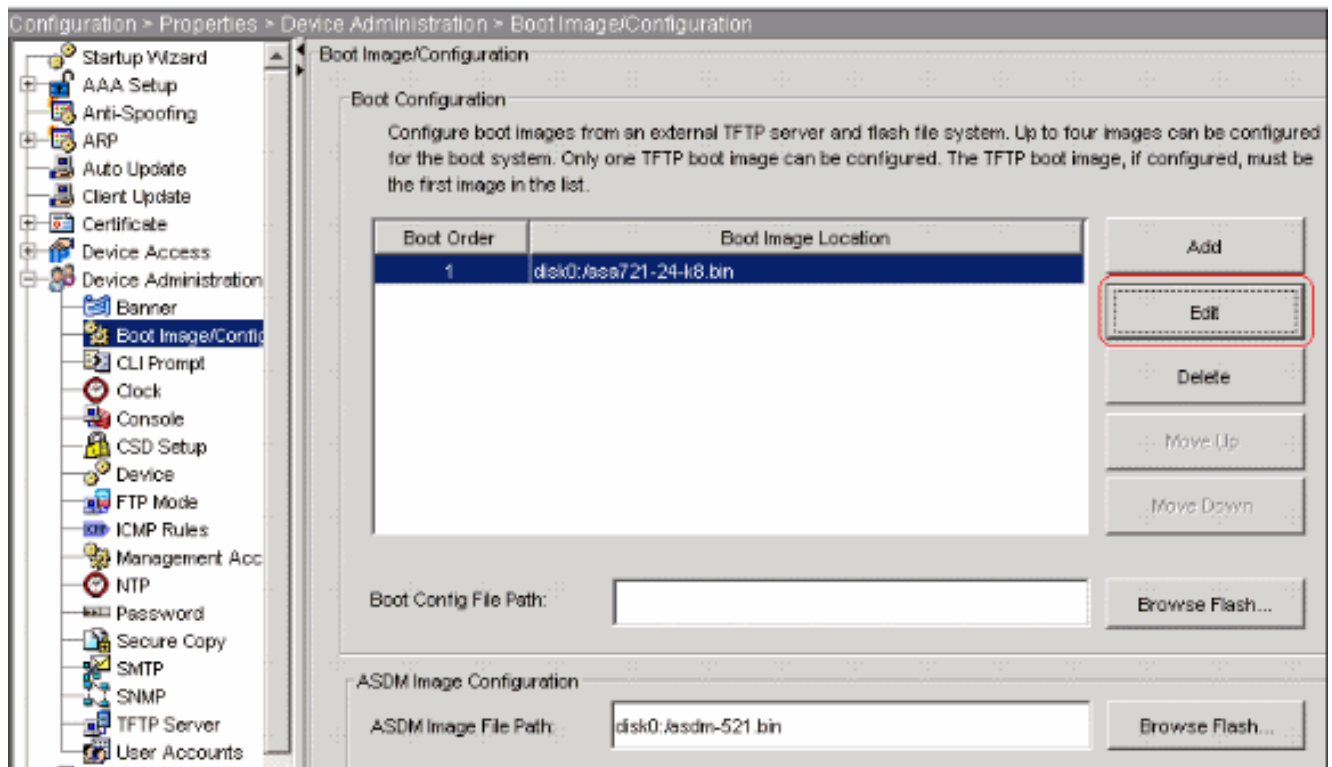 Configuration > Properties > Device Administration > Boot Image/Configuration
Startup Wizard
AAA Setup
Anti-Spoofing
ARP
Auto Update
Client Update
Certificate
Device Access
Device Administration
Banner
Boot Image/Config
CLI Prompt
Clock
Console
CSD Setup
Device
FTP Mode
ICMP Rules
Management Acc
NTP
Password
Secure Copy
SMTP
SNMP
TFTP Server
User Accounts
Boot Image/Configuration
Boot Configuration
Configure boot images from an external TFTP server and flash file system. Up to four images can be configured
for the boot system. Only one TFTP boot image can be configured. The TFTP boot image, if configured, must be
the first image in the list.
Boot Order Boot Image Location
1 disk0:/asa721-24-k8.bin
Add
Edit
Delete
Move Up
Move Down
Boot Config File Path:
Browse Flash...
ASDM Image Configuration
ASDM Image File Path: disk0:/asdm-521.bin
Browse Flash...